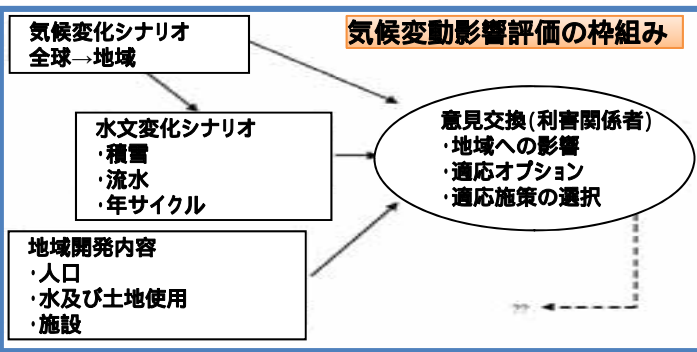 気候変動影響評価の枠組み
気候変化シナリオ
全球→地域
水文変化シナリオ
・積雪
・流水
・年サイクル
地域開発内容
・人口
・水及び土地使用
・施設
意見交換(利害関係者)
・地域への影響
・適応オプション
・適応施策の選択
??